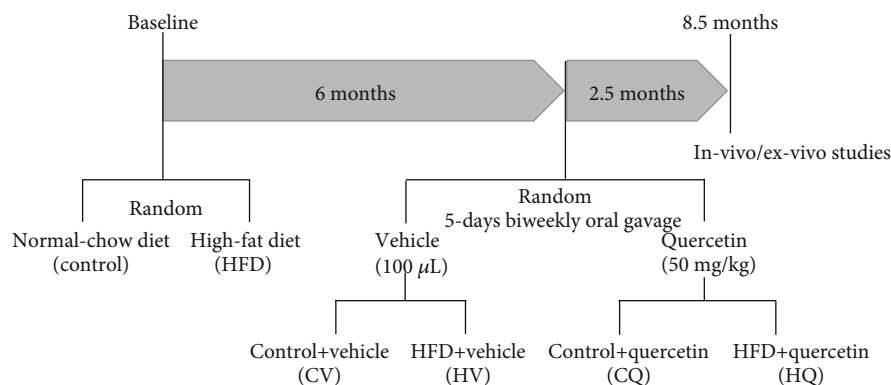 Baseline
8.5 months
6 months
2.5 months
In-vivo/ex-vivo studies
Random
Normal-chow diet
(control)
High-fat diet
(HFD)
Random
5-days biweekly oral gavage
Vehicle
(100 μL)
Quercetin
(50 mg/kg)
Control+vehicle
(CV)
HFD+vehicle
(HV)
Control+quercetin
(CQ)
HFD+quercetin
(HQ)